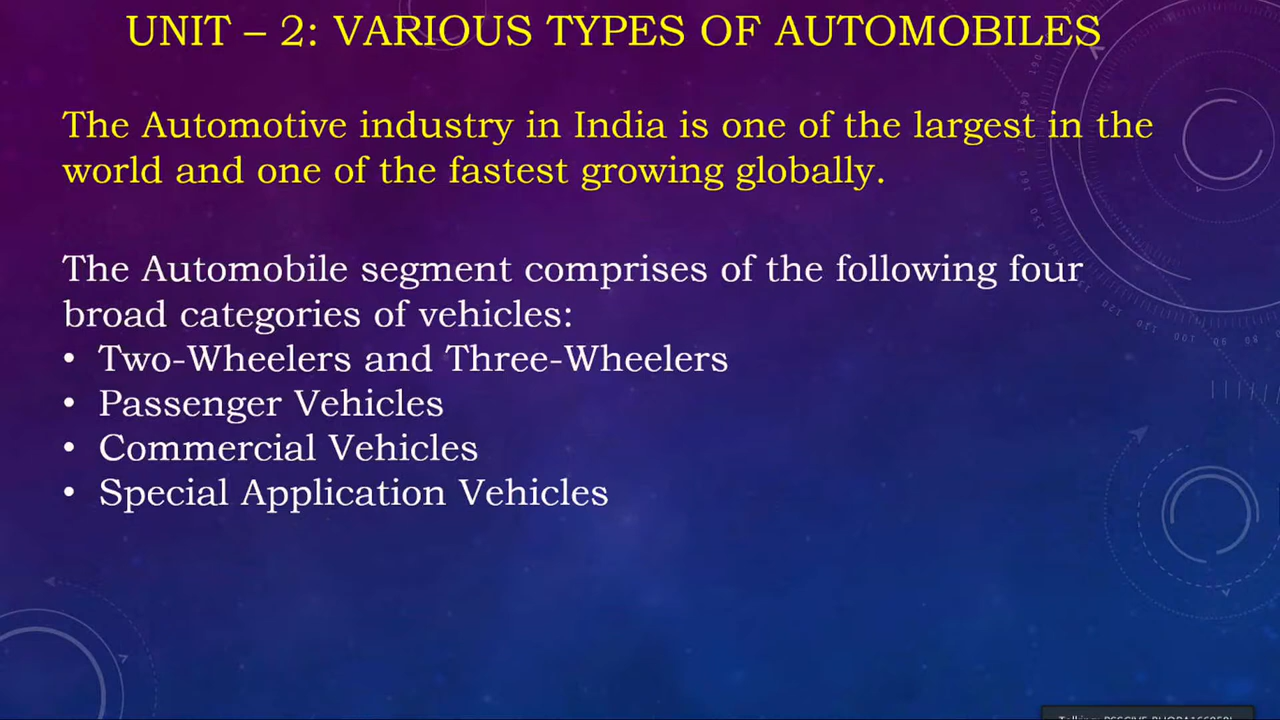 UNIT – 2: VARIOUS TYPES OF AUTOMOBILES
The Automotive industry in India is one of the largest in the
world and one of the fastest growing globally.
The Automobile segment comprises of the following four
broad categories of vehicles:
• Two-Wheelers and Three-Wheelers
• Passenger Vehicles
• Commercial Vehicles
• Special Application Vehicles